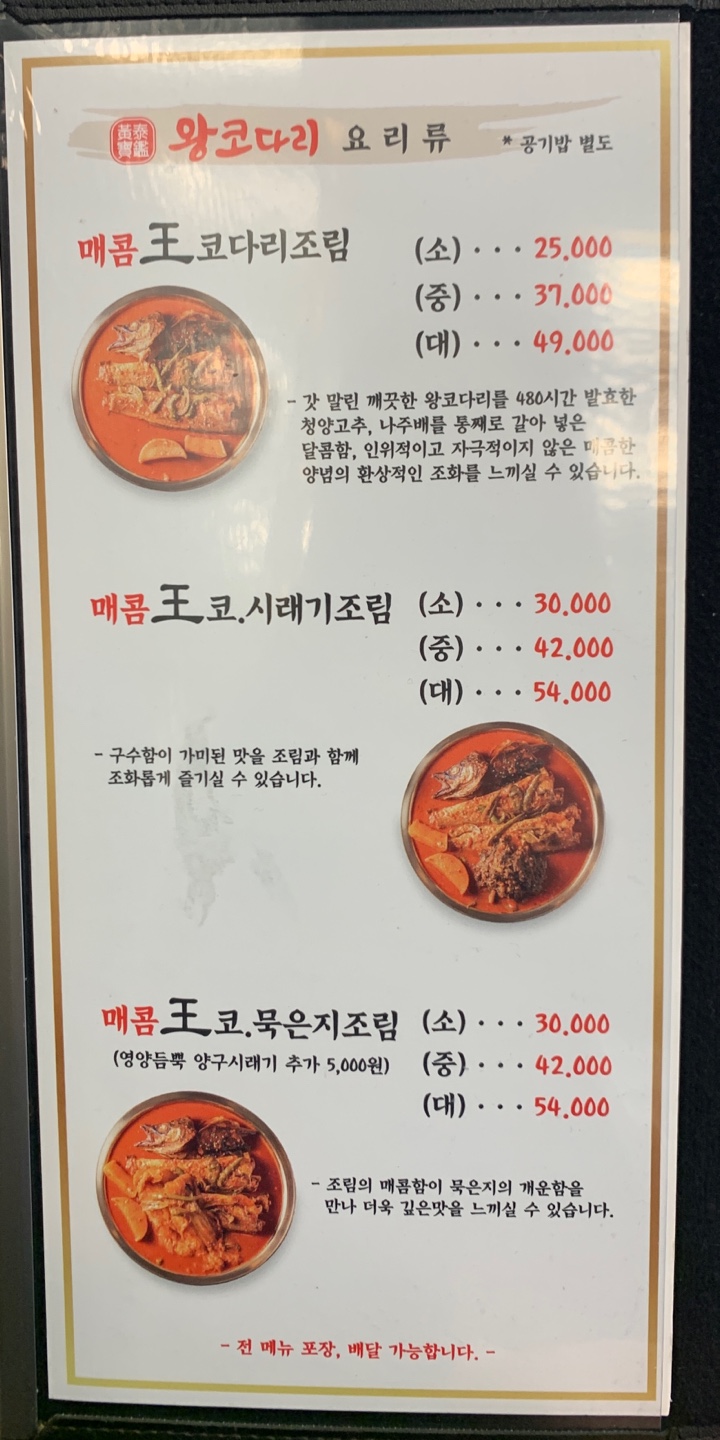 黃泰
寶鑑
왕코다리 요리류 * 공기밥 별도
매콤王코다리조림 (소) · · · 25.000
(중) · · · 37.000
(대) · · · 49.000
- 갓 말린 깨끗한 왕코다리를 480시간 발효한
청양고추, 나주배를 통째로 갈아 넣은
달콤함, 인위적이고 자극적이지 않은 매콤한
양념의 환상적인 조화를 느끼실 수 있습니다.
매콤王코.시래기조림 (소) · · · 30.000
(중) · · · 42.000
(대) · · · 54.000
- 구수함이 가미된 맛을 조림과 함께
조화롭게 즐기실 수 있습니다.
매콤王코.묵은지조림 (소) · · · 30.000
(영양듬뿍 양구시래기 추가 5,000원) (중) · · · 42.000
(대) · · · 54.000
- 조림의 매콤함이 묵은지의 개운함을
만나 더욱 깊은맛을 느끼실 수 있습니다.
- 전 메뉴 포장, 배달 가능합니다. -